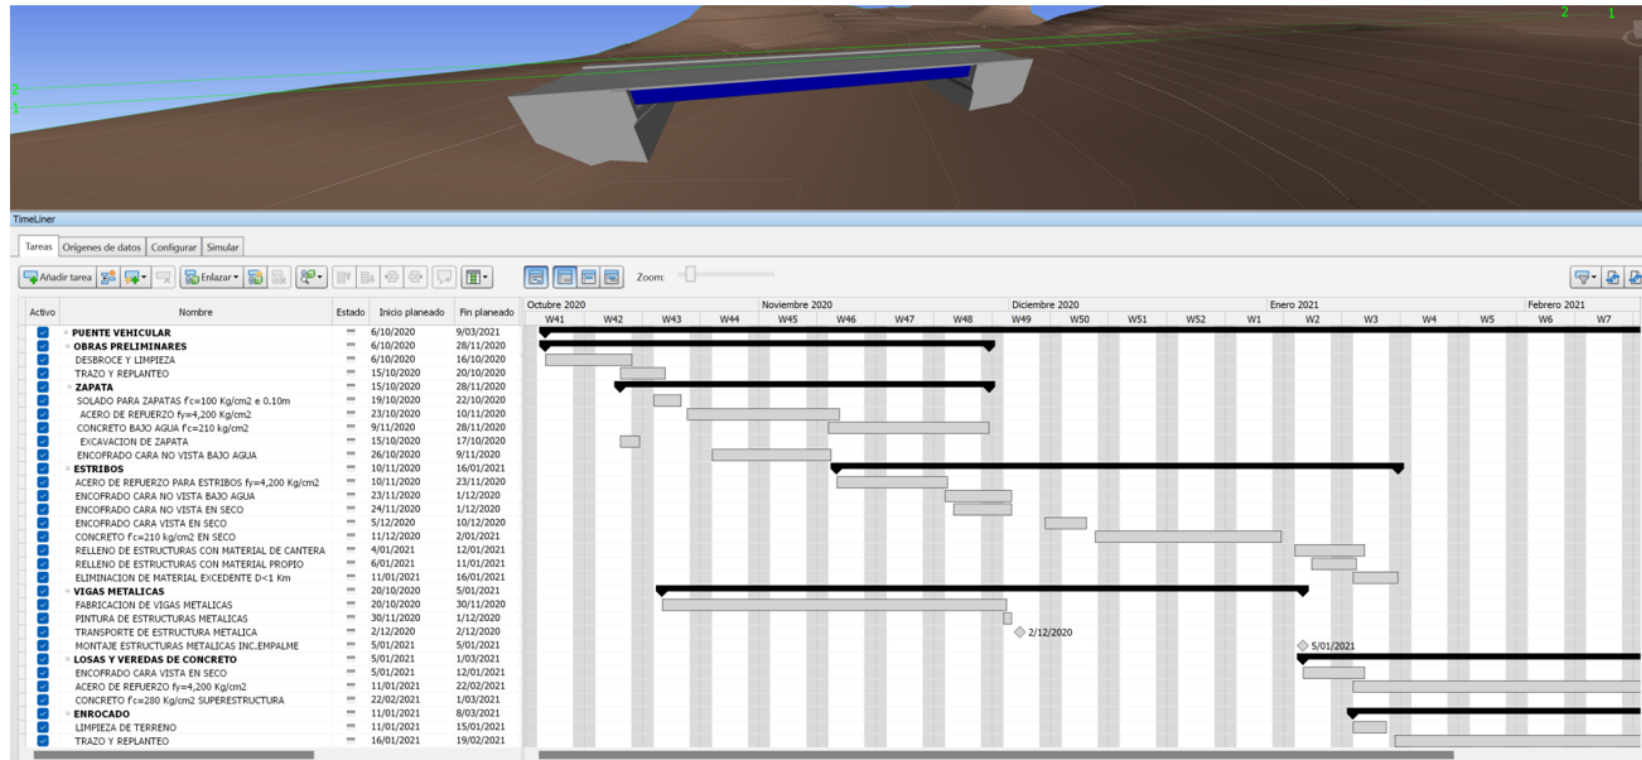 2 1
2
1
TimeLiner
Tareas Orígenes de datos Configurar Simular
Añadir tarea Enlazar Zoom:
Octubre 2020 Noviembre 2020 Diciembre 2020 Enero 2021 Febrero 2021
Activo Nombre Estado Inicio planeado Fin planeado W41 W42 W43 W44 W45 W46 W47 W48 W49 W50 W51 W52 W1 W2 W3 W4 W5 W6 W7
PUENTE VEHICULAR 6/10/2020 9/03/2021
OBRAS PRELIMINARES 6/10/2020 28/11/2020
DESBROCE Y LIMPIEZA 6/10/2020 16/10/2020
TRAZO Y REPLANTEO 15/10/2020 20/10/2020
ZAPATA 15/10/2020 28/11/2020
SOLADO PARA ZAPATAS f'c=100 Kg/cm2 e 0.10m 19/10/2020 22/10/2020
ACERO DE REFUERZO fy=4,200 Kg/cm2 23/10/2020 10/11/2020
CONCRETO BAJO AGUA f'c=210 kg/cm2 9/11/2020 28/11/2020
EXCAVACION DE ZAPATA 15/10/2020 17/10/2020
ENCOFRADO CARA NO VISTA BAJO AGUA 26/10/2020 9/11/2020
ESTRIBOS 10/11/2020 16/01/2021
ACERO DE REFUERZO PARA ESTRIBOS fy=4,200 Kg/cm2 10/11/2020 23/11/2020
ENCOFRADO CARA NO VISTA BAJO AGUA 23/11/2020 1/12/2020
ENCOFRADO CARA NO VISTA EN SECO 24/11/2020 1/12/2020
ENCOFRADO CARA VISTA EN SECO 5/12/2020 10/12/2020
CONCRETO f'c=210 kg/cm2 EN SECO 11/12/2020 2/01/2021
RELLENO DE ESTRUCTURAS CON MATERIAL DE CANTERA 4/01/2021 12/01/2021
RELLENO DE ESTRUCTURAS CON MATERIAL PROPIO 6/01/2021 11/01/2021
ELIMINACION DE MATERIAL EXCEDENTE D<1 Km 11/01/2021 16/01/2021
VIGAS METALICAS 20/10/2020 5/01/2021
FABRICACION DE VIGAS METALICAS 20/10/2020 30/11/2020
PINTURA DE ESTRUCTURAS METALICAS 30/11/2020 1/12/2020
TRANSPORTE DE ESTRUCTURA METALICA 2/12/2020 2/12/2020 2/12/2020
MONTAJE ESTRUCTURAS METALICAS INC.EMPALME 5/01/2021 5/01/2021 5/01/2021
LOSAS Y VEREDAS DE CONCRETO 5/01/2021 1/03/2021
ENCOFRADO CARA VISTA EN SECO 5/01/2021 12/01/2021
ACERO DE REFUERZO fy=4,200 Kg/cm2 11/01/2021 22/02/2021
CONCRETO f'c=280 Kg/cm2 SUPERESTRUCTURA 22/02/2021 1/03/2021
ENROCADO 11/01/2021 8/03/2021
LIMPIEZA DE TERRENO 11/01/2021 15/01/2021
TRAZO Y REPLANTEO 16/01/2021 19/02/2021